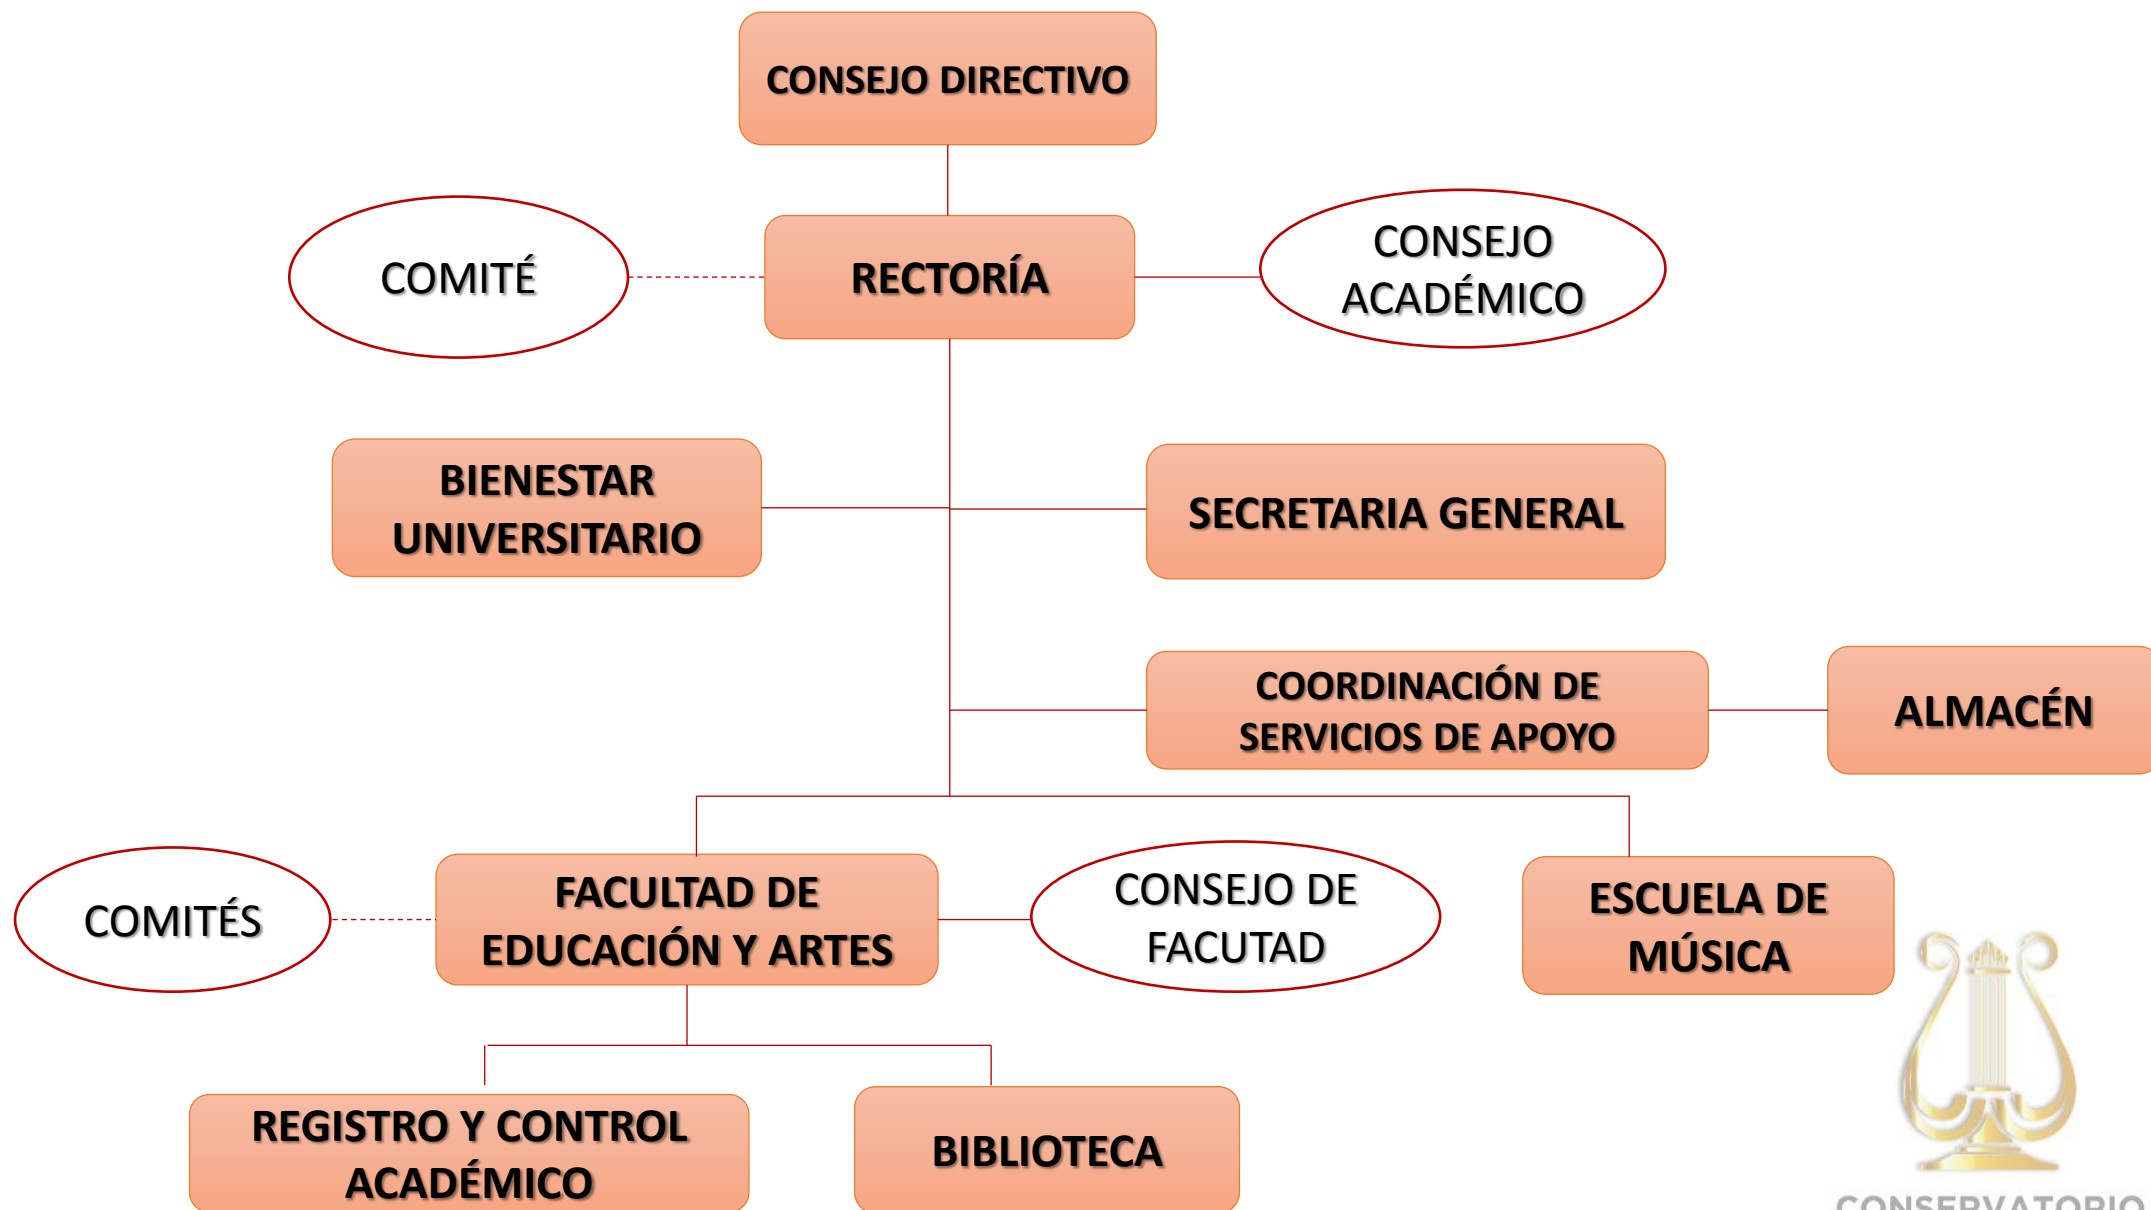 CONSEJO DIRECTIVO
COMITÉ
RECTORÍA
CONSEJO
ACADÉMICO
BIENESTAR
UNIVERSITARIO
SECRETARIA GENERAL
COORDINACIÓN DE
SERVICIOS DE APOYO
ALMACÉN
COMITÉS
FACULTAD DE
EDUCACIÓN Y ARTES
CONSEJO DE
FACUTAD
ESCUELA DE
MÚSICA
REGISTRO Y CONTROL
ACADÉMICO
BIBLIOTECA
CONSERVATORIO